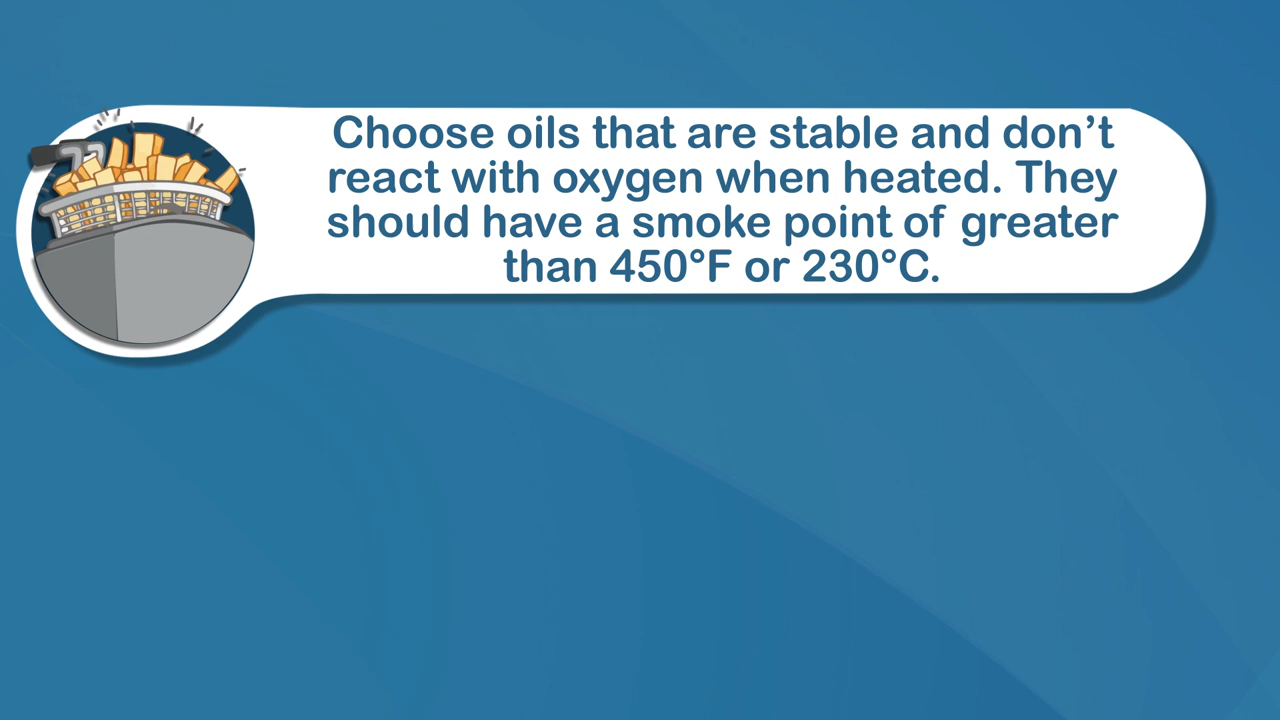 Choose oils that are stable and don’t
react with oxygen when heated. They
should have a smoke point of greater
than 450°F or 230°C.